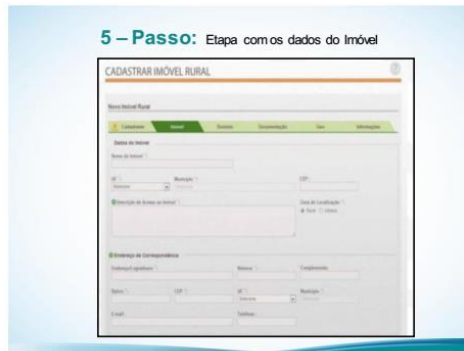 5 – Passo: Etapa com os dados do Imóvel
CADASTRAR IMÓVEL RURAL
Novo Imóvel Rural
Cadastrante Imóvel Domínio Documentação Geo Informações
Dados do Imóvel
Nome do Imóvel
UF Município CEP
Selecione
Descrição de Acesso ao Imóvel Zona de Localização
Rural Urbana
Endereço de Correspondência
Endereço/Logradouro Número Complemento
Bairro CEP UF Município
Selecione
E-mail Telefone